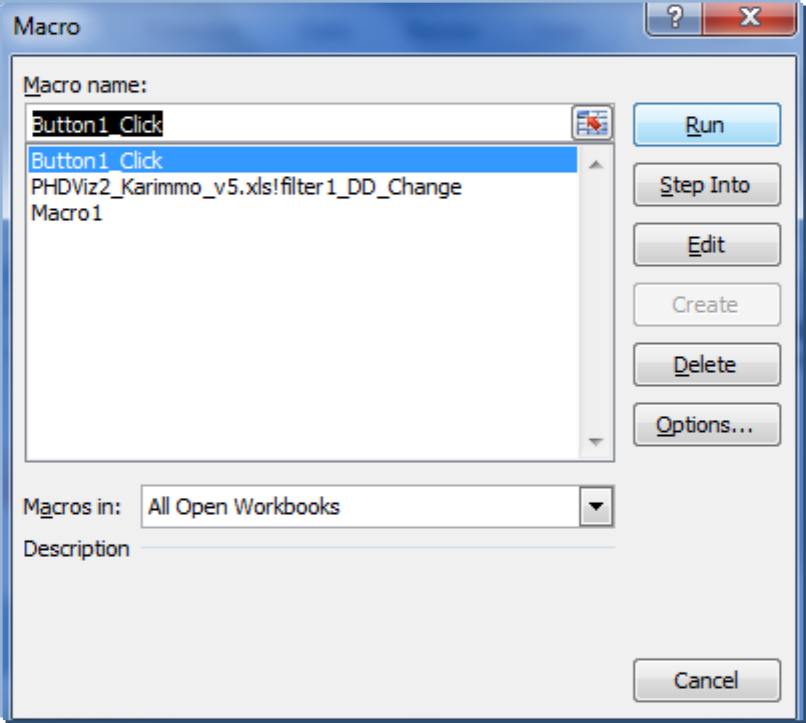 Macro
?
Macro name:
Button1_Click
Run
Button1_Click
PHDViz2_Karimmo_v5.xls!filter1_DD_Change
Macro1
Step Into
Edit
Create
Delete
Options...
Macros in: All Open Workbooks
Description
Cancel